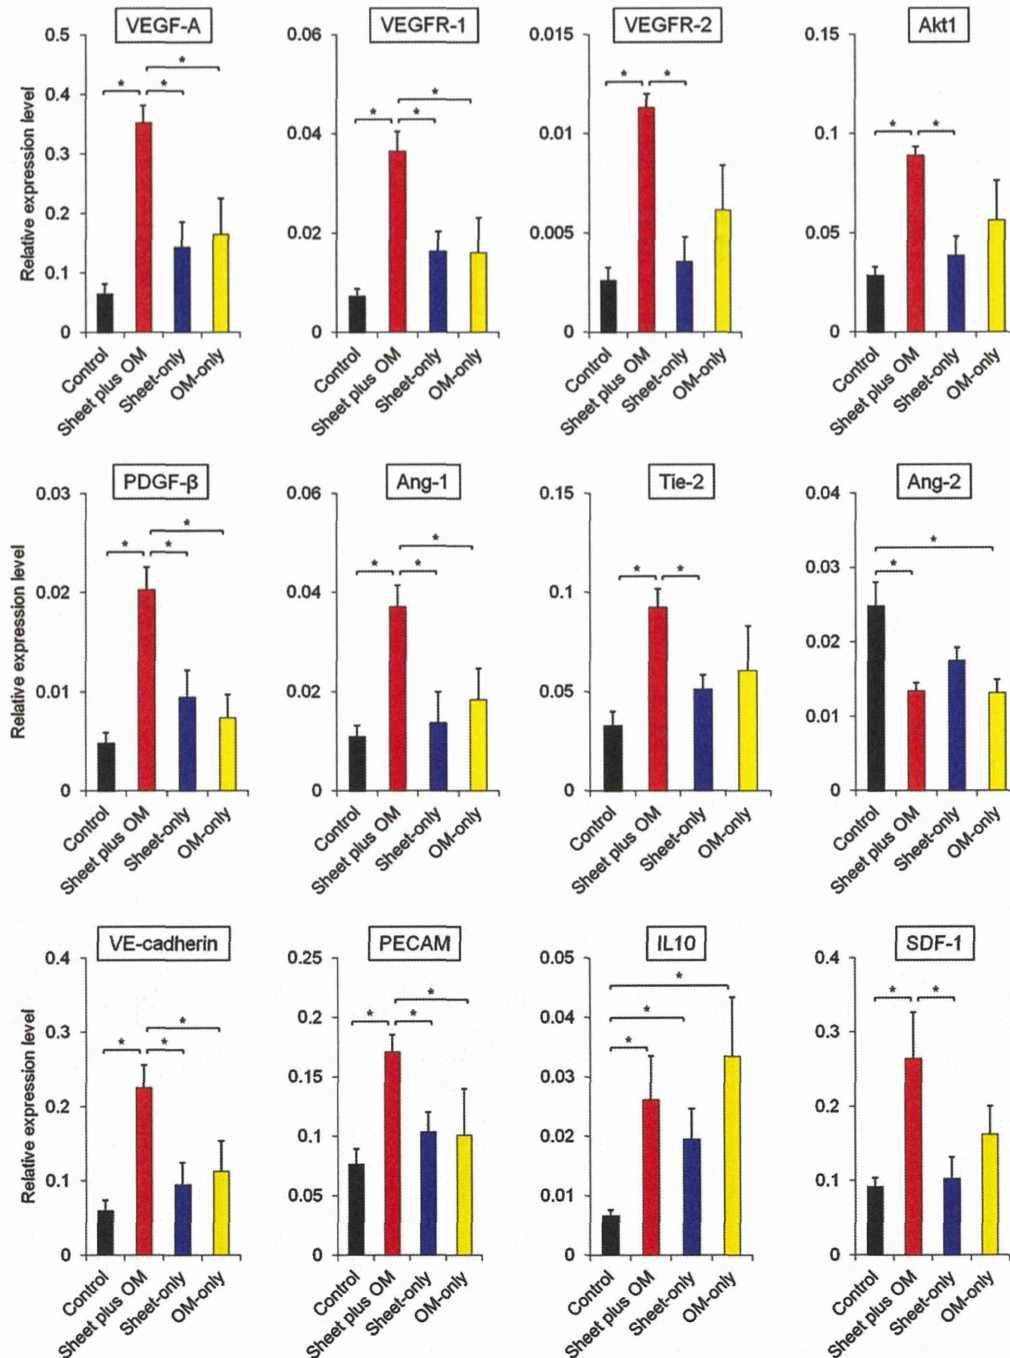 VEGF-A
VEGFR-1
VEGFR-2
Akt1
Relative expression level
0.5
0.4
0.3
0.2
0.1
0
* * *
Control
Sheet plus OM
Sheet-only
OM-only
0.06
0.04
0.02
0
* * *
Control
Sheet plus OM
Sheet-only
OM-only
0.015
0.01
0.005
0
* *
Control
Sheet plus OM
Sheet-only
OM-only
0.15
0.1
0.05
0
* *
Control
Sheet plus OM
Sheet-only
OM-only
PDGF-β
Ang-1
Tie-2
Ang-2
Relative expression level
0.03
0.02
0.01
0
* * *
Control
Sheet plus OM
Sheet-only
OM-only
0.06
0.04
0.02
0
* * *
Control
Sheet plus OM
Sheet-only
OM-only
0.15
0.1
0.05
0
* *
Control
Sheet plus OM
Sheet-only
OM-only
0.04
0.03
0.02
0.01
0
* *
Control
Sheet plus OM
Sheet-only
OM-only
VE-cadherin
PECAM
IL10
SDF-1
Relative expression level
0.4
0.3
0.2
0.1
0
* * *
Control
Sheet plus OM
Sheet-only
OM-only
0.25
0.2
0.15
0.1
0.05
0
* * *
Control
Sheet plus OM
Sheet-only
OM-only
0.05
0.04
0.03
0.02
0.01
0
* * *
Control
Sheet plus OM
Sheet-only
OM-only
0.4
0.3
0.2
0.1
0
* *
Control
Sheet plus OM
Sheet-only
OM-only